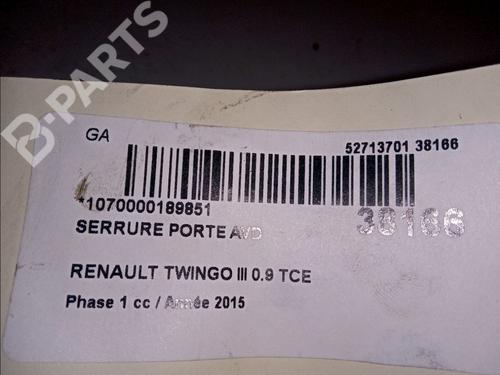 B-PARTS
GA
52713701 38166
*1070000189851
38166
SERRURE PORTE AVD
RENAULT TWINGO III 0.9 TCE
Phase 1 cc / Année 2015